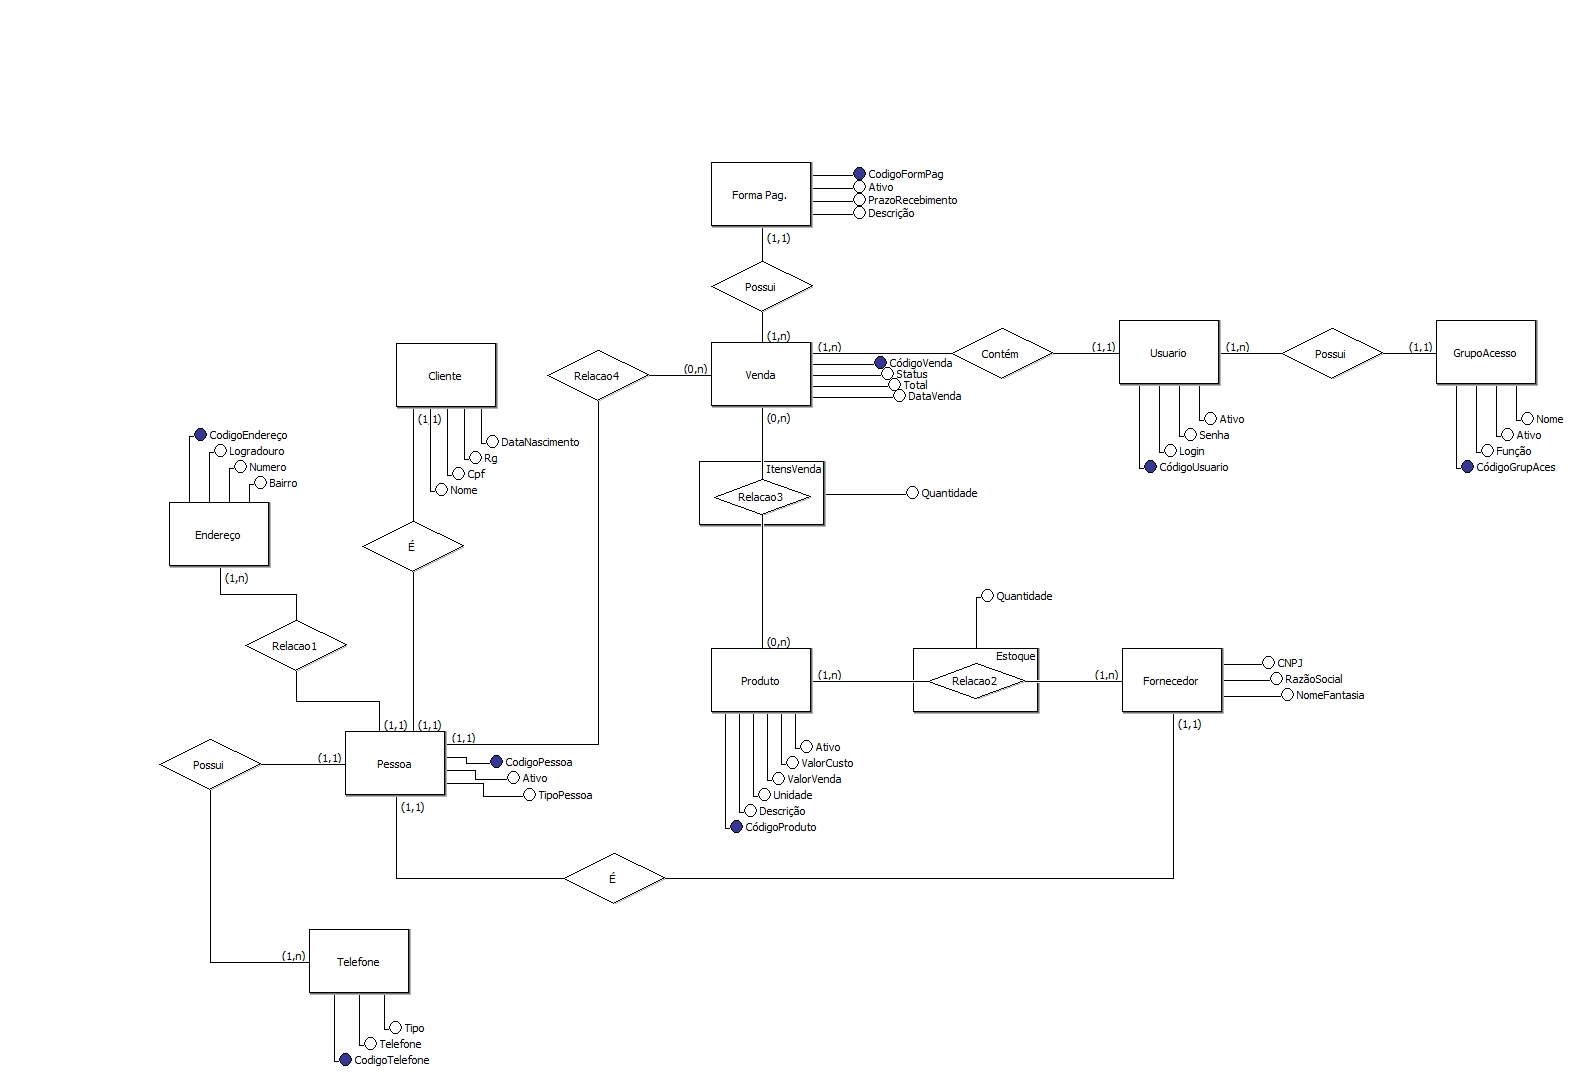 Forma Pag.
CodigoFormPag
Ativo
PrazoRecebimento
Descrição
(1,1)
Possui
(1,n)
Cliente
(1,1)
DataNascimento
Rg
Cpf
Nome
Relacao4
(0,n)
Venda
(1,n)
CódigoVenda
Status
Total
DataVenda
(0,n)
Contém
(1,1)
Usuario
(1,n)
Ativo
Senha
Login
CódigoUsuario
Possui
(1,1)
GrupoAcesso
Nome
Ativo
Função
CódigoGrupAces
CodigoEndereço
Logradouro
Numero
Bairro
Endereço
(1,n)
É
ItensVenda
Relacao3
Quantidade
Relacao1
(0,n)
Produto
(1,n)
Quantidade
Estoque
Relacao2
(1,n)
Fornecedor
CNPJ
RazãoSocial
NomeFantasia
(1,1)
Ativo
ValorCusto
ValorVenda
Unidade
Descrição
CódigoProduto
Possui
(1,1)
(1,1)
(1,1)
(1,1)
Pessoa
CodigoPessoa
Ativo
TipoPessoa
(1,1)
É
(1,n)
Telefone
Tipo
Telefone
CodigoTelefone